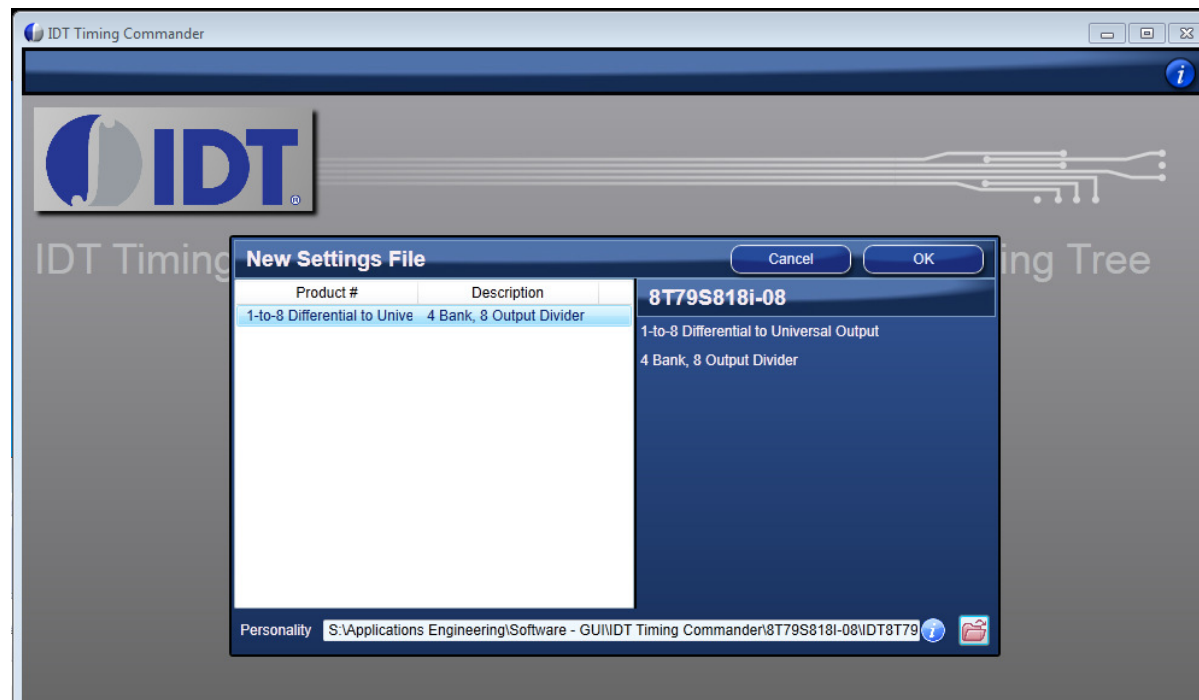 IDT Timing Commander
i
IDT®
IDT Timing
ing Tree
New Settings File
Cancel
OK
Product #
Description
1-to-8 Differential to Unive
4 Bank, 8 Output Divider
8T79S818i-08
1-to-8 Differential to Universal Output
4 Bank, 8 Output Divider
Personality
S:\Applications Engineering\Software - GUI\IDT Timing Commander\8T79S818I-08\IDT8T79
i